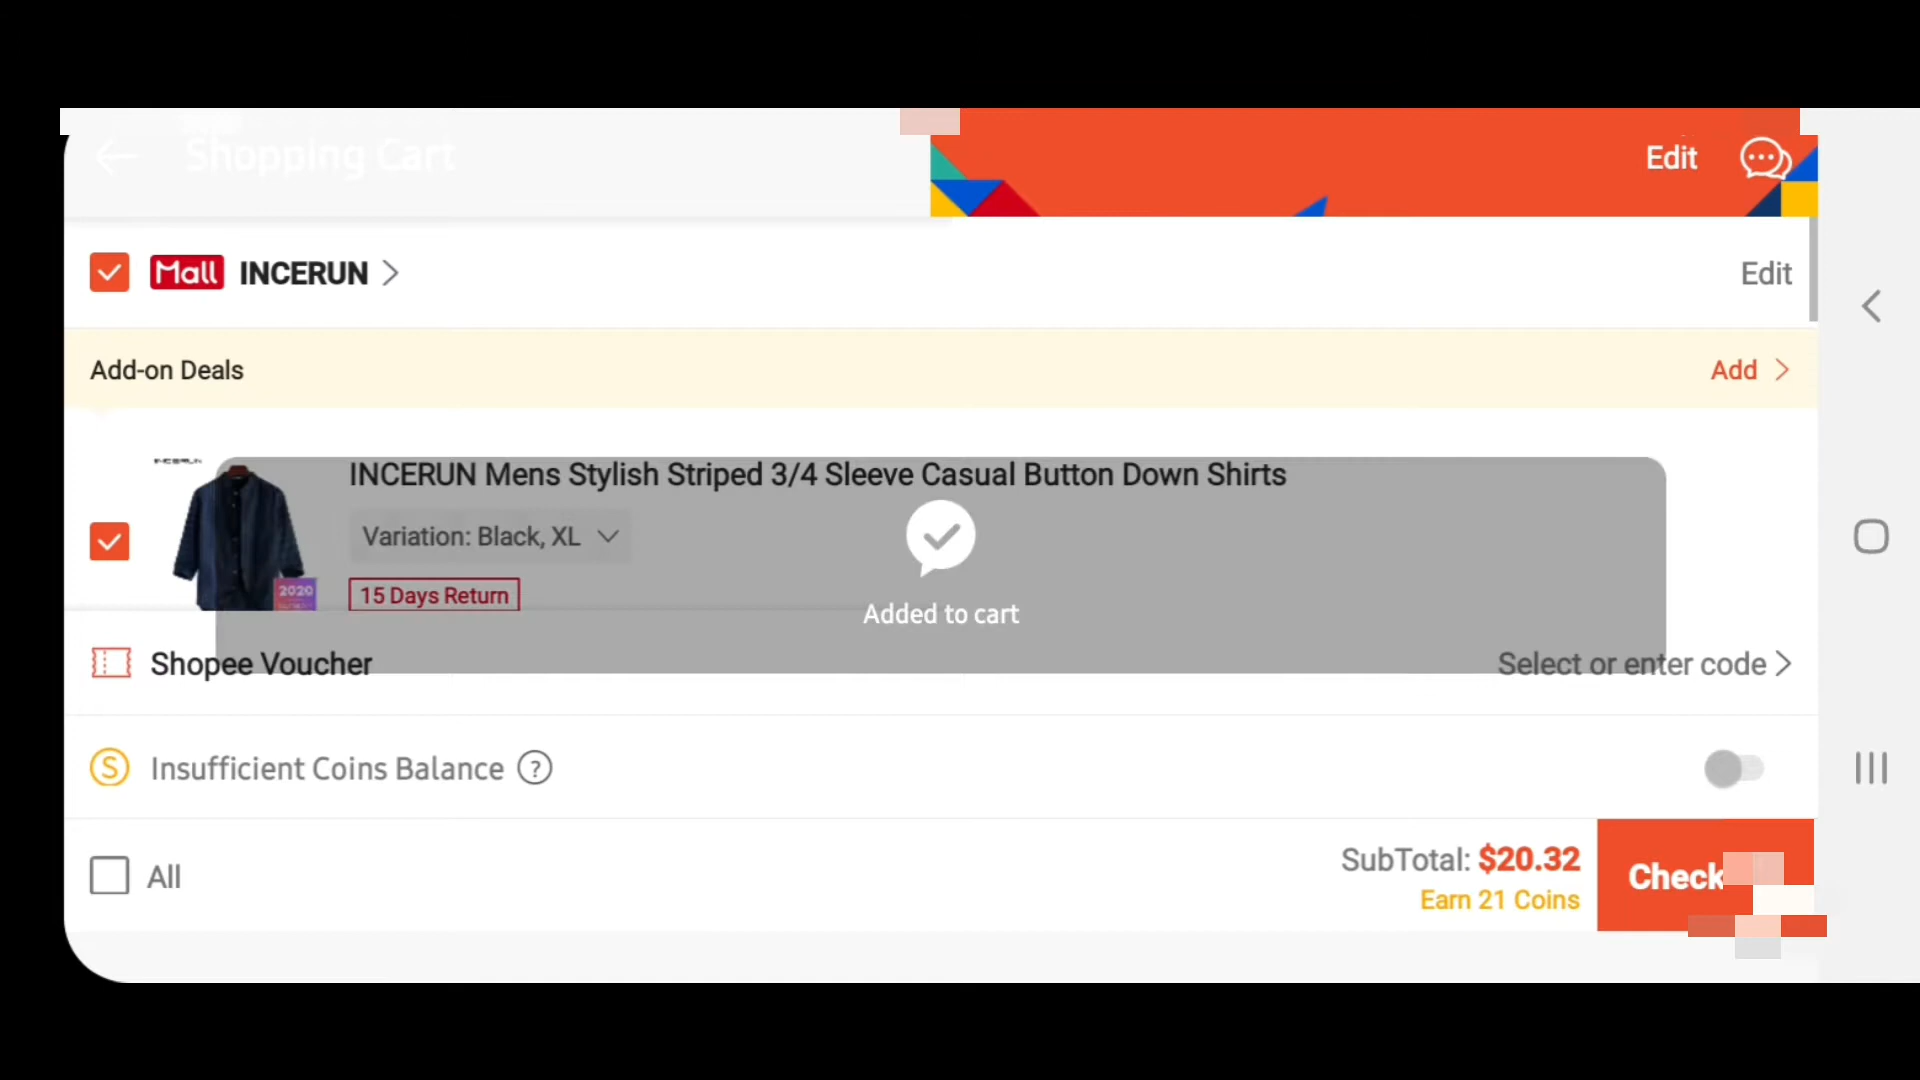 Shopping Cart
Edit
Mall INCERUN
Edit
Add-on Deals
Add
INCERUN
INCERUN Mens Stylish Striped 3/4 Sleeve Casual Button Down Shirts
Variation: Black, XL
2020
15 Days Return
Added to cart
Shopee Voucher
Select or enter code
S Insufficient Coins Balance ?
All
SubTotal: $20.32
Earn 21 Coins
Check